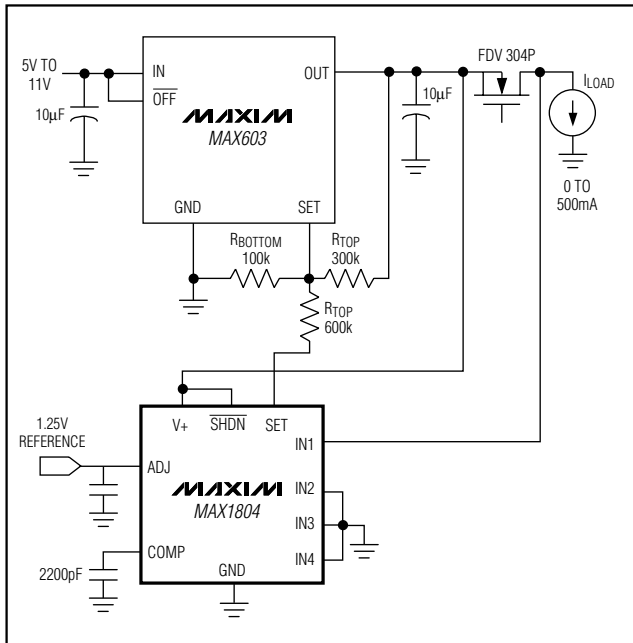 5V TO
11V
10µF
IN
OFF
OUT
MAXIM
MAX603
GND
SET
10µF
FDV 304P
ILOAD
0 TO
500mA
RBOTTOM
100k
RTOP
300k
RTOP
600k
1.25V
REFERENCE
V+
SHDN
SET
ADJ
IN1
MAXIM
MAX1804
IN2
IN3
COMP
IN4
2200pF
GND